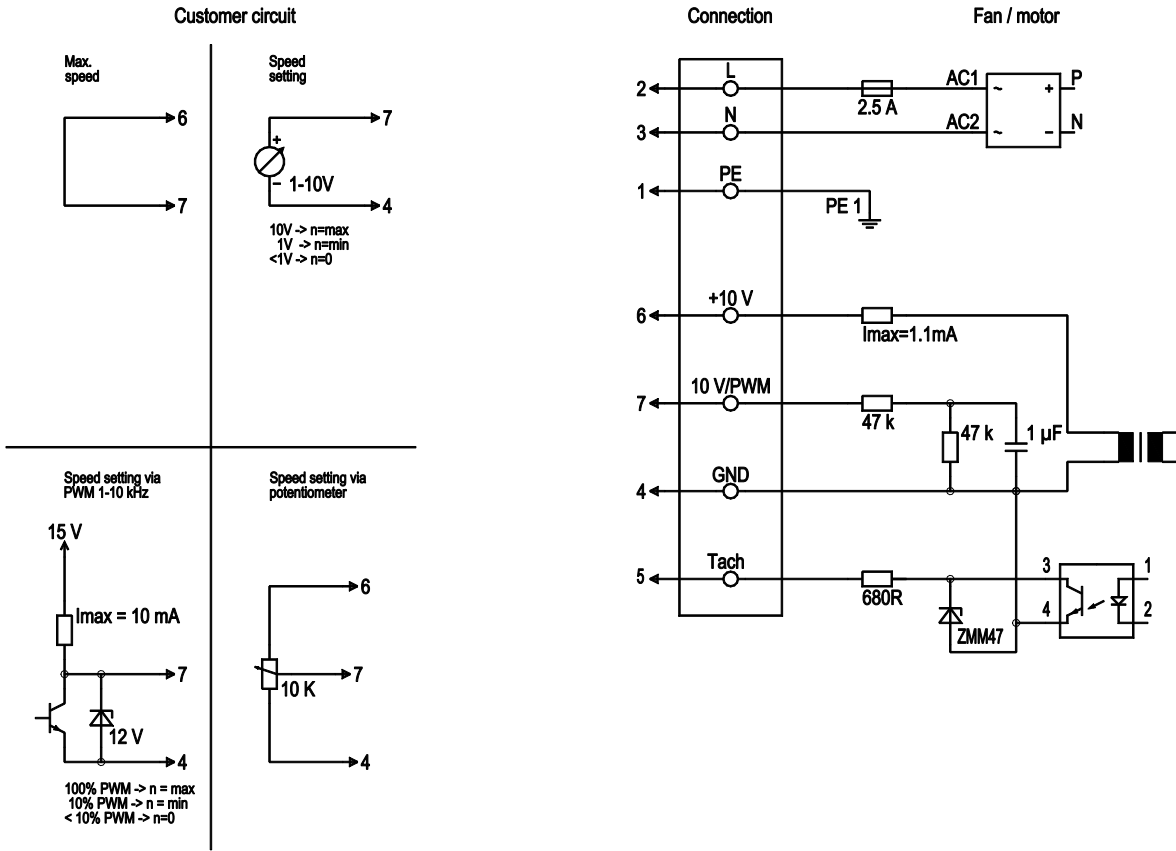 Customer circuit
Max.
speed
6
7
Speed
setting
7
+
− 1-10V
4
10V -> n=max
1V -> n=min
<1V -> n=0
Speed setting via
PWM 1-10 kHz
15 V
Imax = 10 mA
7
12 V
4
100% PWM -> n = max
10% PWM -> n = min
< 10% PWM -> n=0
Speed setting via
potentiometer
6
7
10 K
4
Connection
Fan / motor
2
L
2.5 A
AC1
~
+
P
3
N
AC2
~
−
N
1
PE
PE 1
6
+10 V
Imax=1.1mA
7
10 V/PWM
47 k
47 k
1 µF
4
GND
5
Tach
680R
ZMM47
3
1
4
2